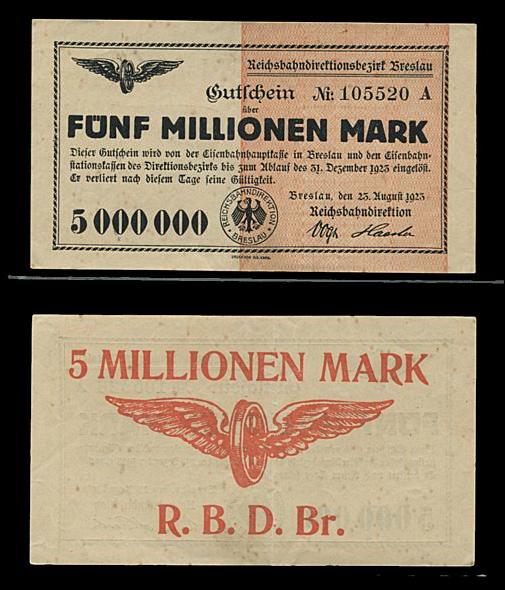 Reichsbahndirektionsbezirk Breslau
Gutschein Nr. 105520 A
über
FÜNF MILLIONEN MARK
Dieser Gutschein wird von der Eisenbahnhauptkasse in Breslau und den Eisenbahn-
stationskassen des Direktionsbezirks bis zum Ablauf des 31. Dezember 1923 eingelöst.
Er verliert nach diesem Tage seine Gültigkeit.
Breslau, den 23. August 1923
Reichsbahndirektion
5 000 000
REICHSBAHNDIREKTION
BRESLAU
5 MILLIONEN MARK
R. B. D. Br.